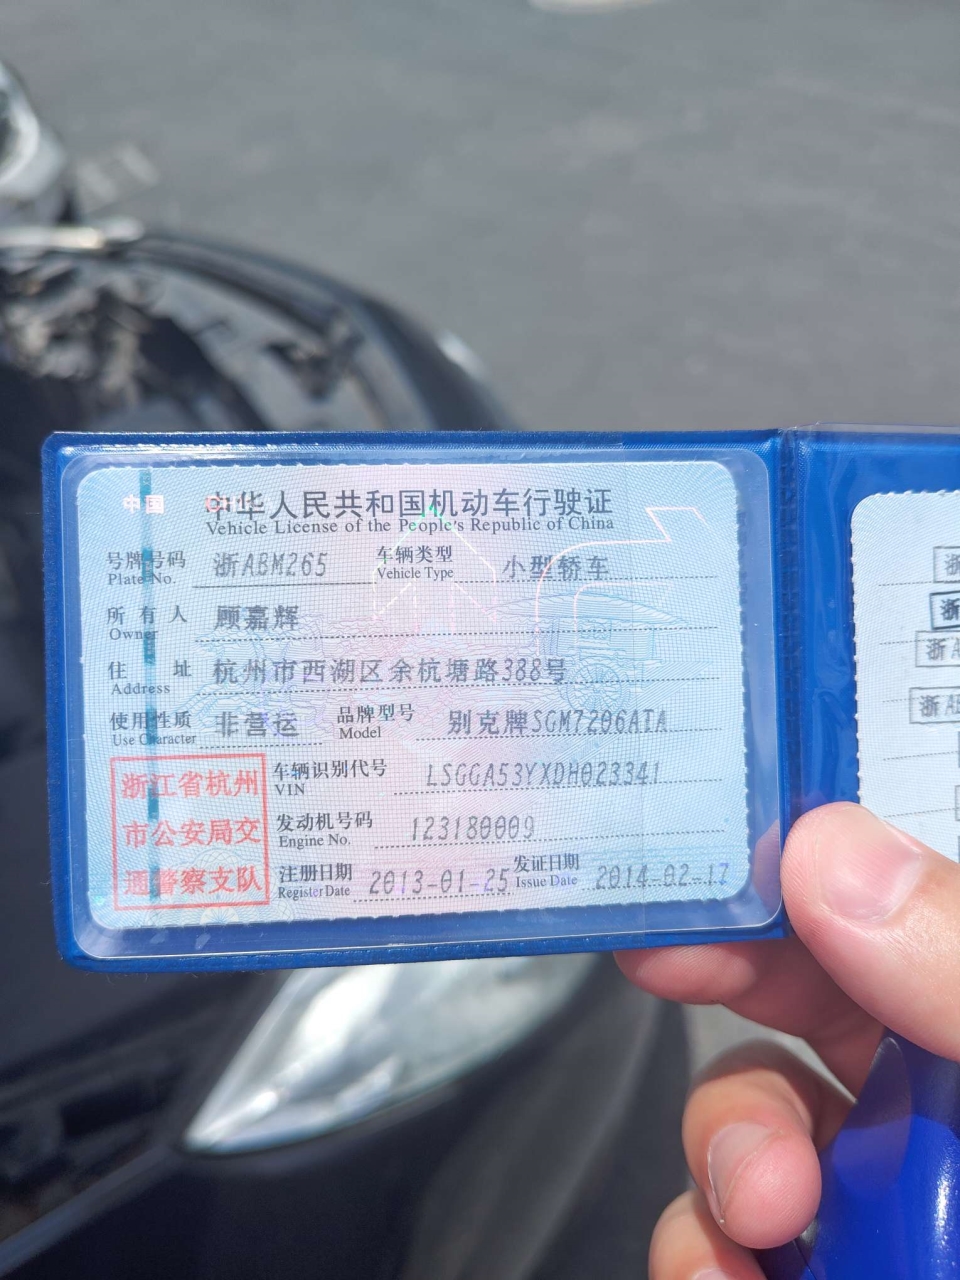 中国
中华人民共和国机动车行驶证
Vehicle License of the People's Republic of China
号牌号码 浙ABM265 车辆类型 小型轿车
Plate No. Vehicle Type
所有人 顾嘉辉
Owner
住址 杭州市西湖区余杭塘路388号
Address
使用性质 非营运 品牌型号 别克牌SGM7206ATA
Use Character Model
浙江省杭州
市公安局交
通警察支队
车辆识别代号 LSGGA53YXDH023341
VIN
发动机号码 123180009
Engine No.
注册日期 2013-01-25 发证日期 2014-02-17
Register Date Issue Date
浙
浙
浙A
浙AB